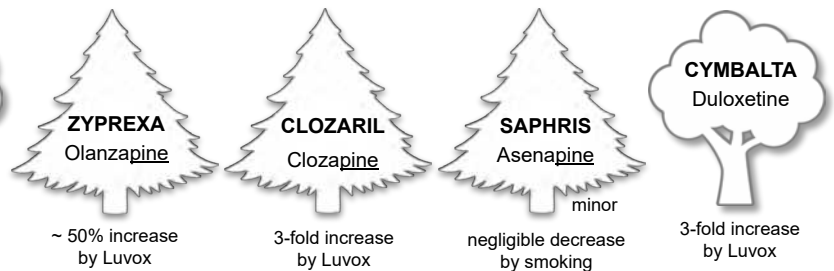 ZYPREXA
Olanzapine
~ 50% increase
by Luvox
CLOZARIL
Clozapine
3-fold increase
by Luvox
SAPHRIS
Asenapine
minor
negligible decrease
by smoking
CYMBALTA
Duloxetine
3-fold increase
by Luvox